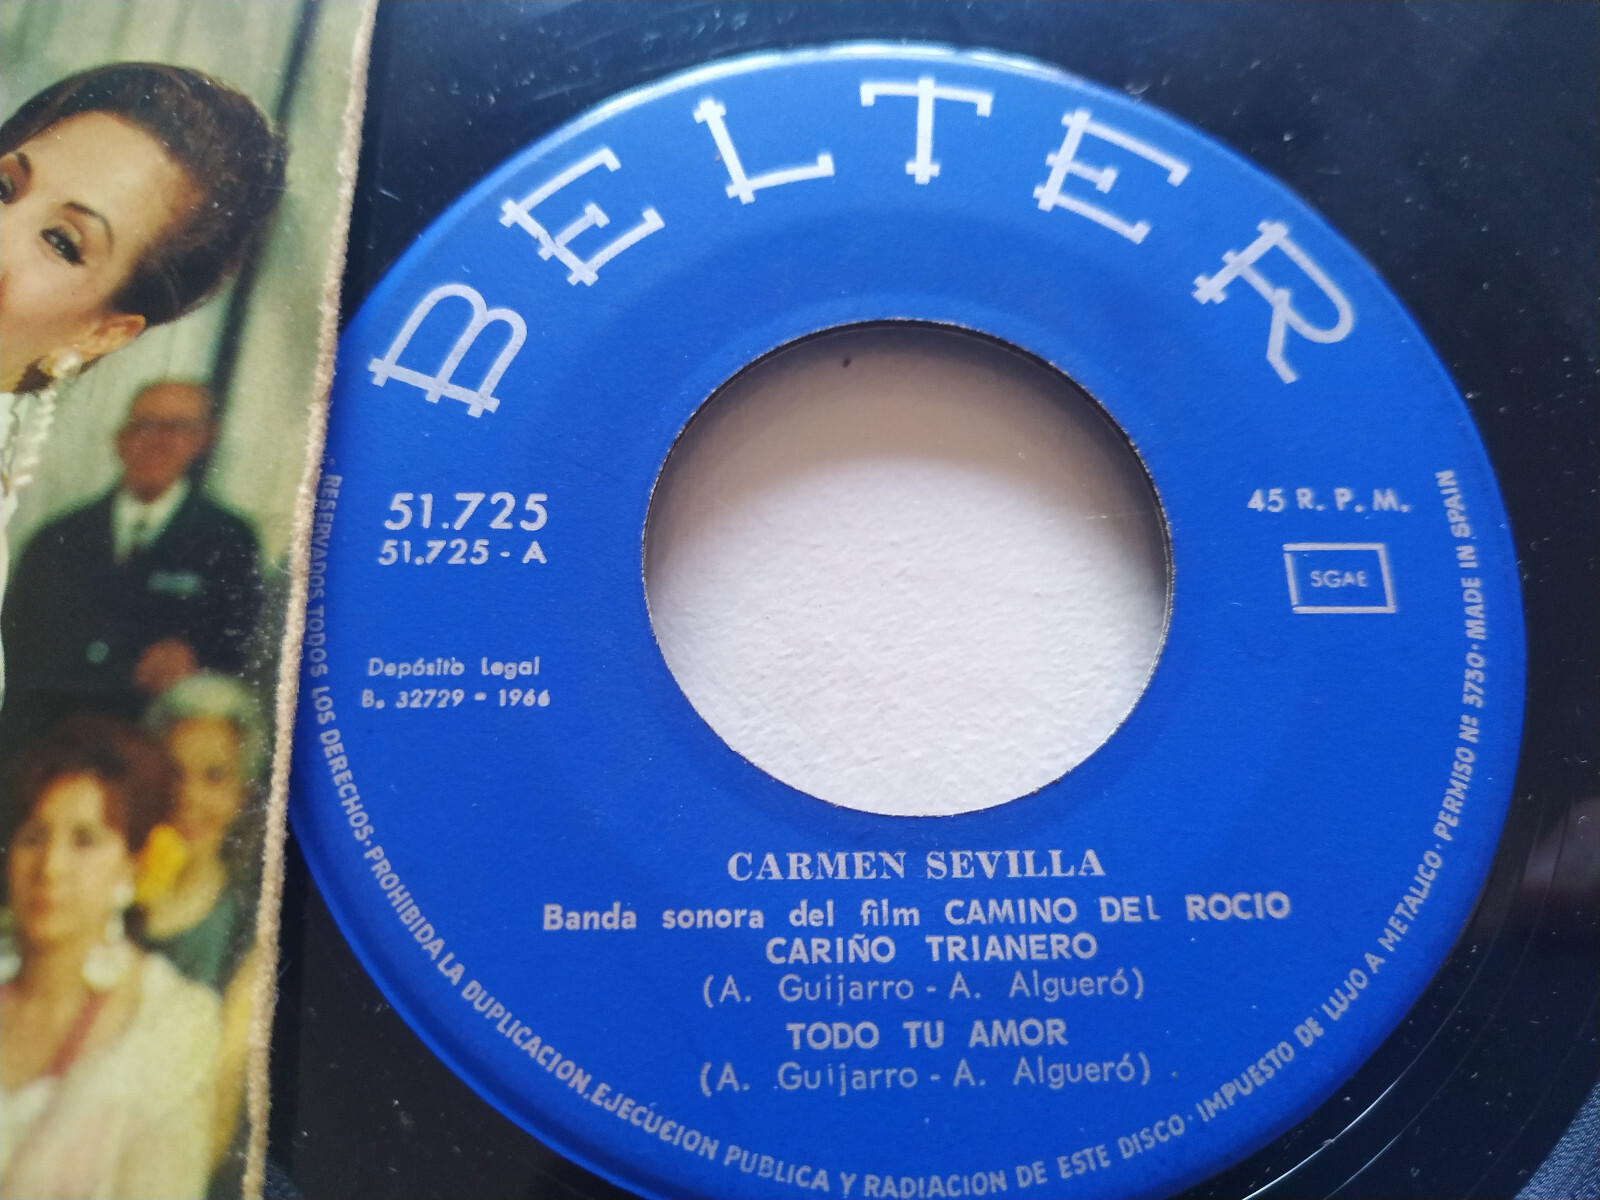 BELTER
51.725
51.725 - A
45 R. P. M.
SGAE
Depósito Legal
B. 32729 - 1966
CARMEN SEVILLA
Banda sonora del film CAMINO DEL ROCIO
CARIÑO TRIANERO
(A. Guijarro - A. Algueró)
TODO TU AMOR
(A. Guijarro - A. Algueró)
RESERVADOS TODOS LOS DERECHOS · PROHIBIDA LA DUPLICACION, EJECUCION PUBLICA Y RADIACION DE ESTE DISCO · IMPUESTO DE LUJO A METALICO · PERMISO Nº 3730 · MADE IN SPAIN